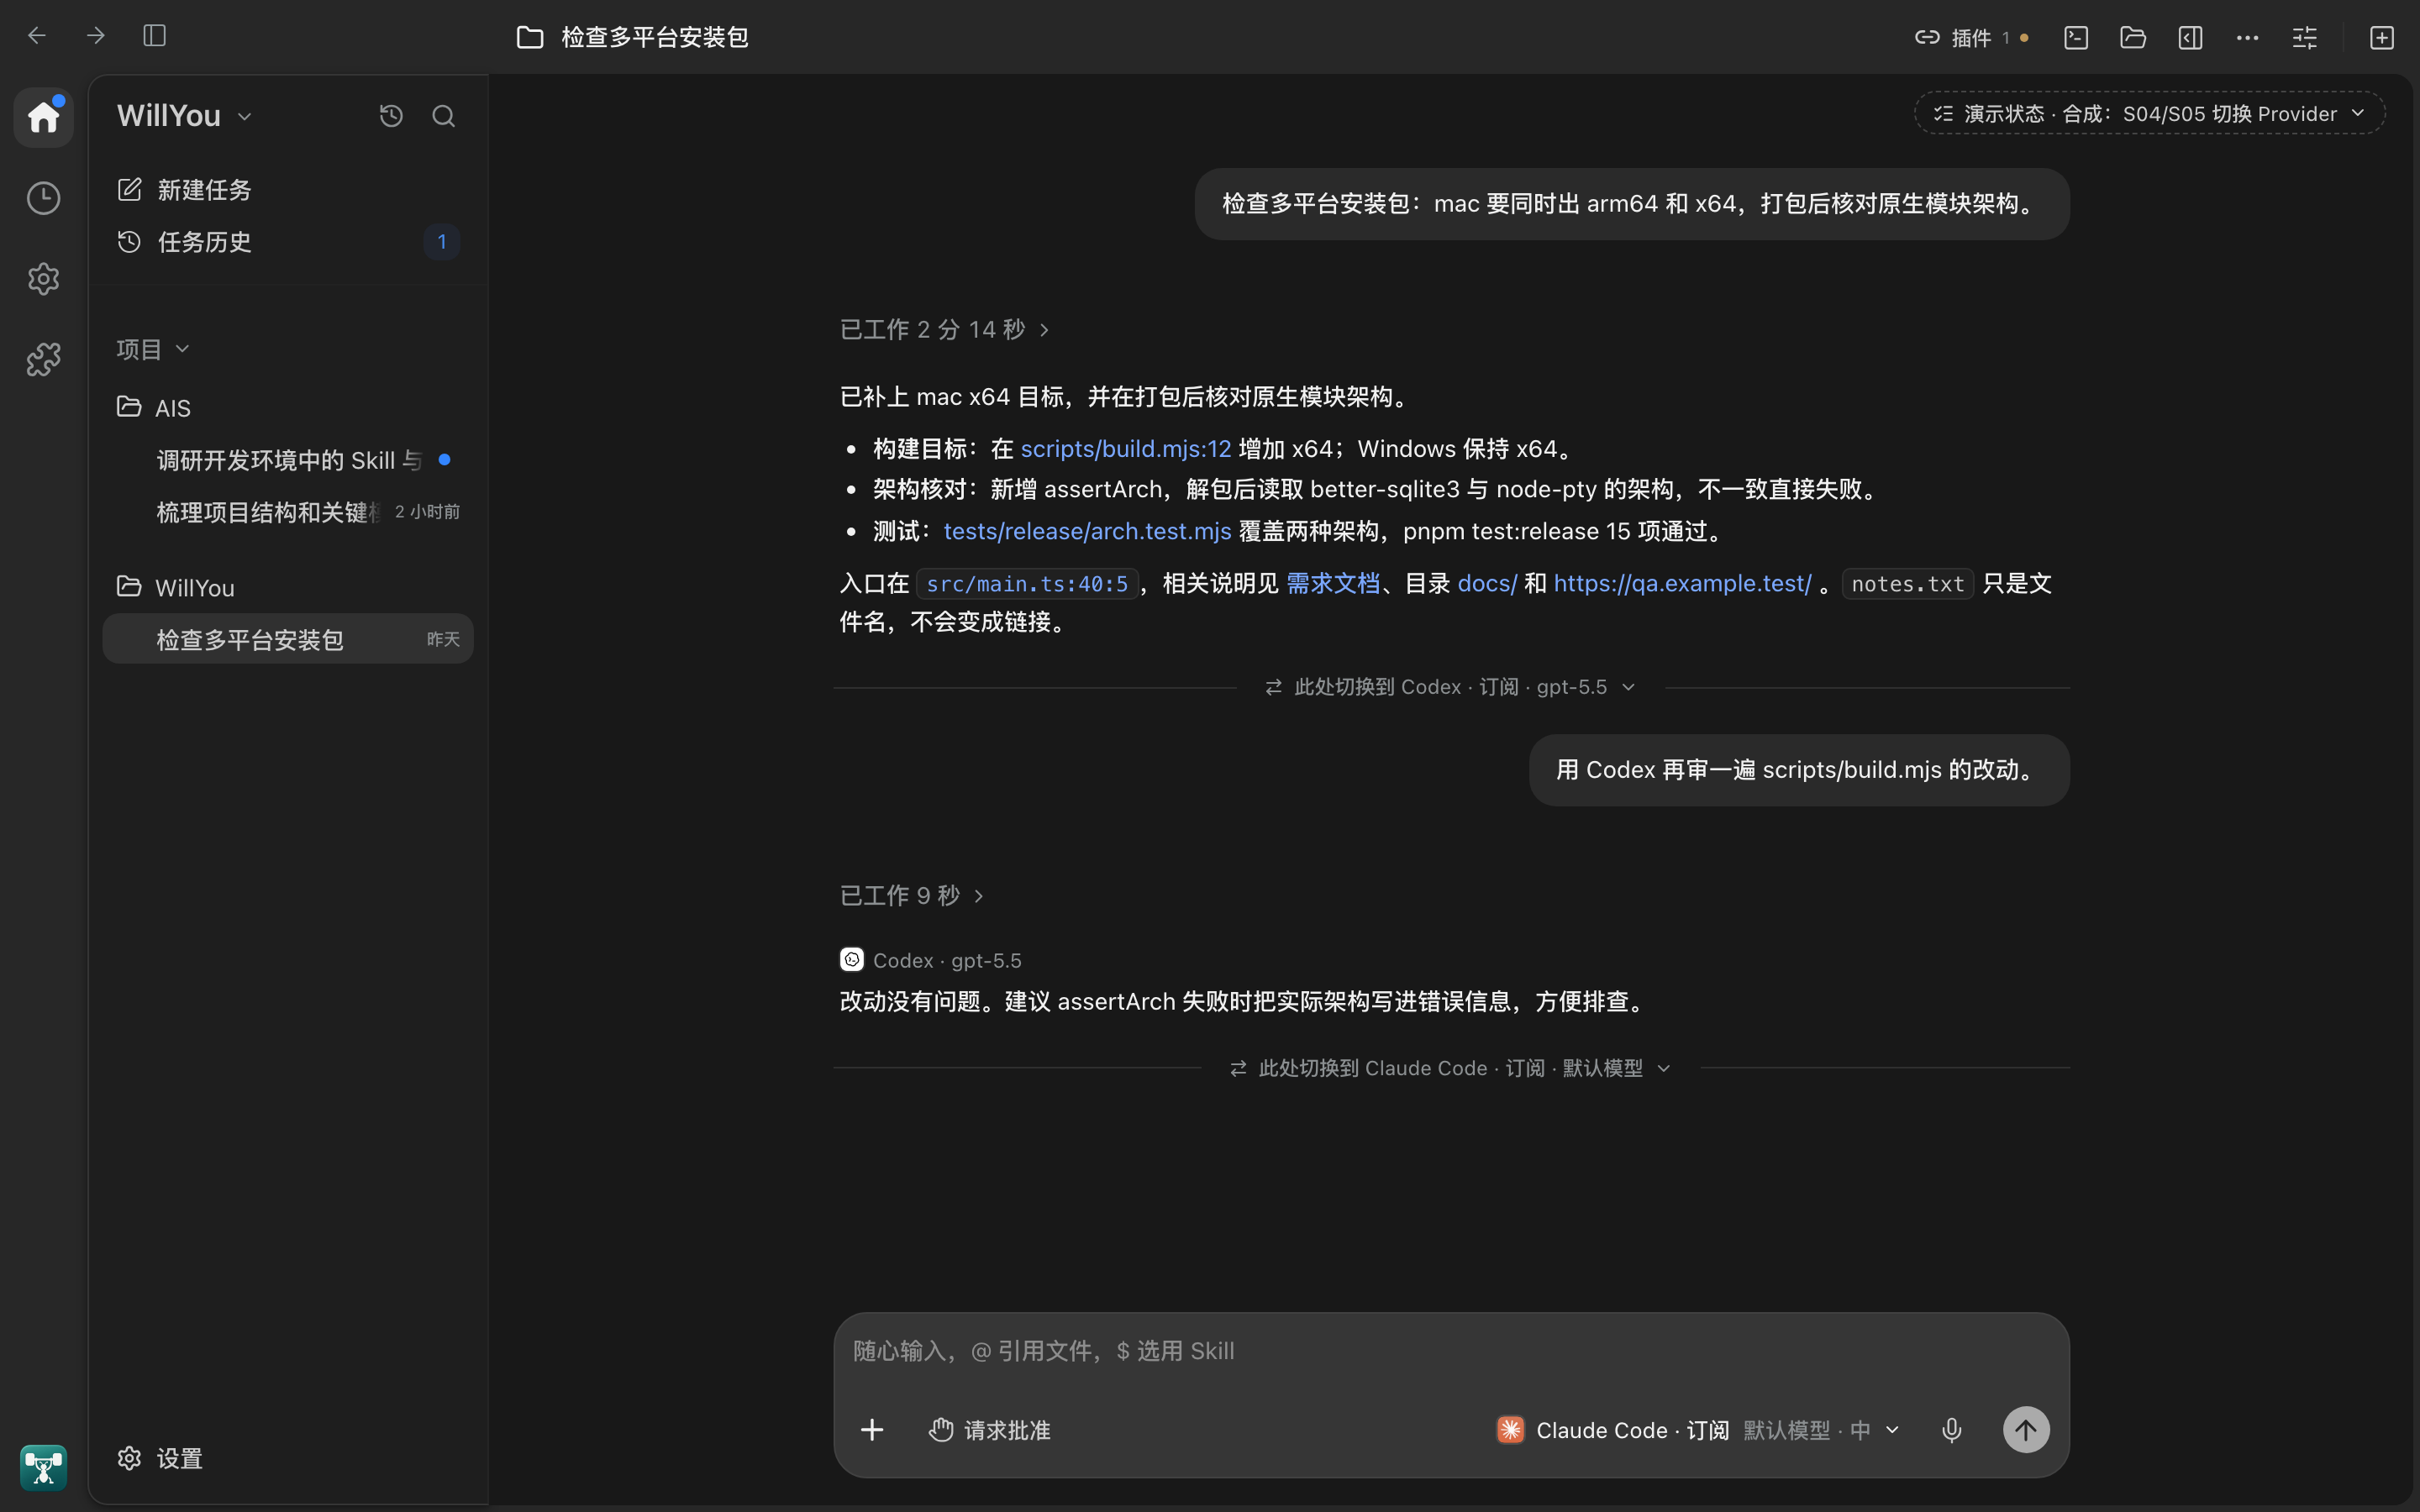 检查多平台安装包
插件 1
WillYou
新建任务
任务历史 1
项目
AIS
调研开发环境中的 Skill 与
梳理项目结构和关键 2 小时前
WillYou
检查多平台安装包 昨天
设置
演示状态 · 合成：S04/S05 切换 Provider
检查多平台安装包：mac 要同时出 arm64 和 x64，打包后核对原生模块架构。
已工作 2 分 14 秒
已补上 mac x64 目标，并在打包后核对原生模块架构。
• 构建目标：在 scripts/build.mjs:12 增加 x64；Windows 保持 x64。
• 架构核对：新增 assertArch，解包后读取 better-sqlite3 与 node-pty 的架构，不一致直接失败。
• 测试：tests/release/arch.test.mjs 覆盖两种架构，pnpm test:release 15 项通过。
入口在 src/main.ts:40:5，相关说明见 需求文档、目录 docs/ 和 https://qa.example.test/ 。notes.txt 只是文
件名，不会变成链接。
此处切换到 Codex · 订阅 · gpt-5.5
用 Codex 再审一遍 scripts/build.mjs 的改动。
已工作 9 秒
Codex · gpt-5.5
改动没有问题。建议 assertArch 失败时把实际架构写进错误信息，方便排查。
此处切换到 Claude Code · 订阅 · 默认模型
随心输入，@ 引用文件，$ 选用 Skill
请求批准
Claude Code · 订阅 默认模型 · 中